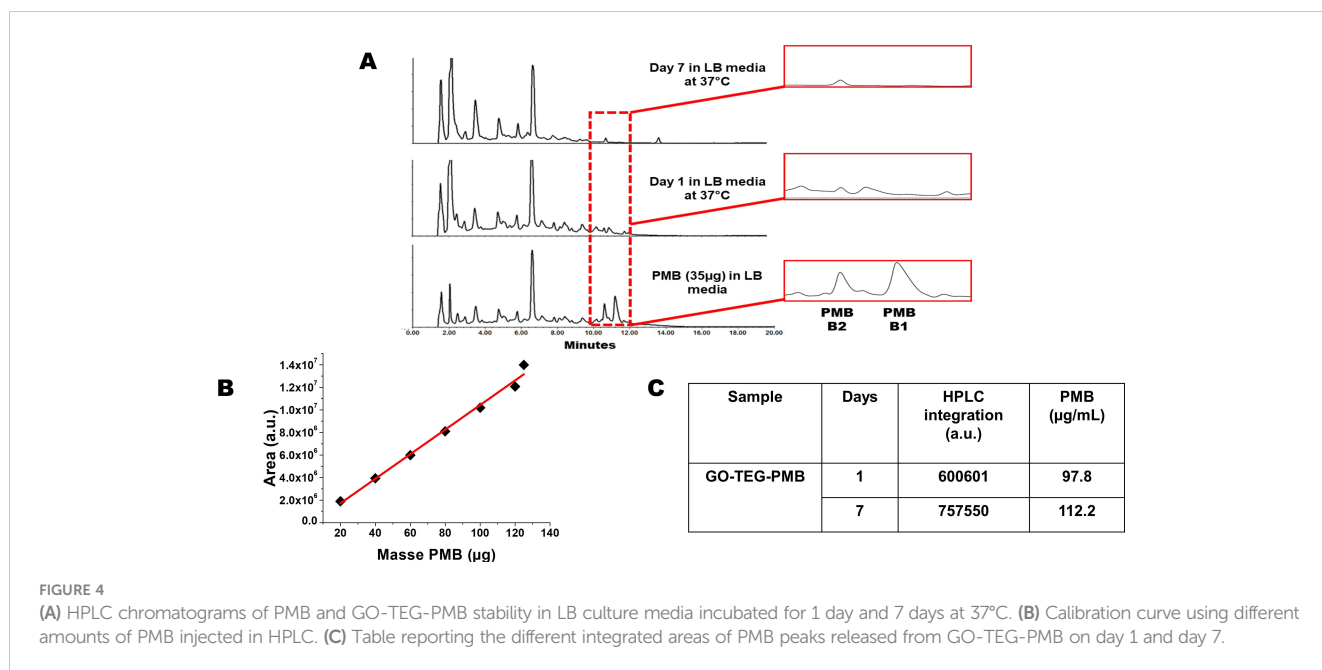 A
Day 7 in LB media
at 37°C
Day 1 in LB media
at 37°C
PMB (35µg) in LB
media
PMB
B2
PMB
B1
0 2.00 4.00 6.00 8.00 10.00 12.00 14.00 16.00 18.00 20.00
Minutes
B
Area (a.u.)
1.4x10⁷
1.2x10⁷
1.0x10⁷
8.0x10⁶
6.0x10⁶
4.0x10⁶
2.0x10⁶
0.0
20 40 60 80 100 120 140
Masse PMB (µg)
C
Sample Days HPLC integration (a.u.) PMB (µg/mL)
GO-TEG-PMB 1 600601 97.8
7 757550 112.2
FIGURE 4
(A) HPLC chromatograms of PMB and GO-TEG-PMB stability in LB culture media incubated for 1 day and 7 days at 37°C. (B) Calibration curve using different
amounts of PMB injected in HPLC. (C) Table reporting the different integrated areas of PMB peaks released from GO-TEG-PMB on day 1 and day 7.